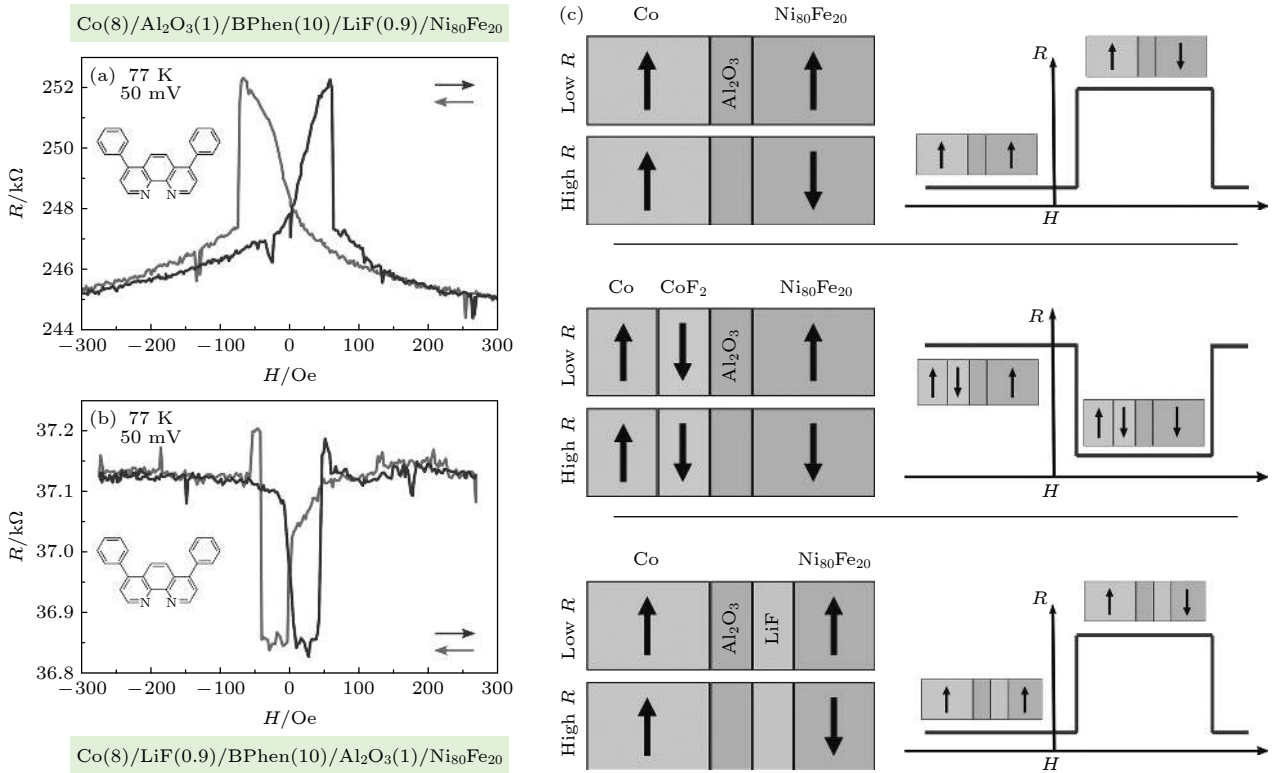 Co(8)/Al₂O₃(1)/BPhen(10)/LiF(0.9)/Ni₈₀Fe₂₀
(a)
77 K
50 mV
252
250
248
246
244
R/kΩ
N
N
−300
−200
−100
0
100
200
300
H/Oe
(b)
77 K
50 mV
37.2
37.1
37.0
36.9
36.8
R/kΩ
N
N
−300
−200
−100
0
100
200
300
H/Oe
Co(8)/LiF(0.9)/BPhen(10)/Al₂O₃(1)/Ni₈₀Fe₂₀
(c)
Co
Ni₈₀Fe₂₀
Low R
Al₂O₃
High R
R
H
Co
CoF₂
Ni₈₀Fe₂₀
Low R
Al₂O₃
High R
R
H
Co
Ni₈₀Fe₂₀
Low R
Al₂O₃
LiF
High R
R
H